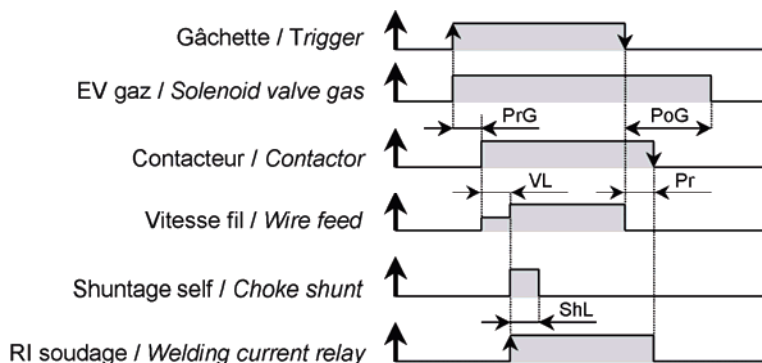 Gâchette / Trigger
EV gaz / Solenoid valve gas
PrG
PoG
Contacteur / Contactor
VL
Pr
Vitesse fil / Wire feed
Shuntage self / Choke shunt
ShL
RI soudage / Welding current relay